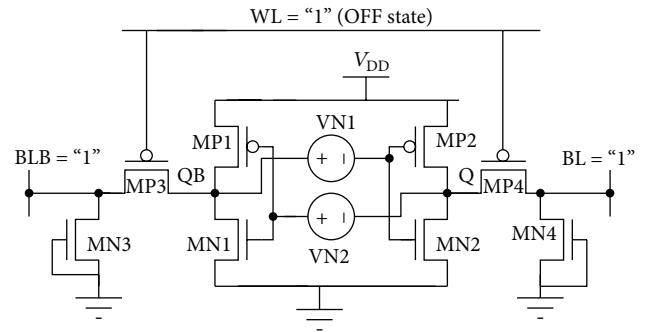 WL = “1” (OFF state)
VDD
MP1
VN1
MP2
BLB = “1”
QB
Q
BL = “1”
MP3
MP4
MN3
MN1
VN2
MN2
MN4